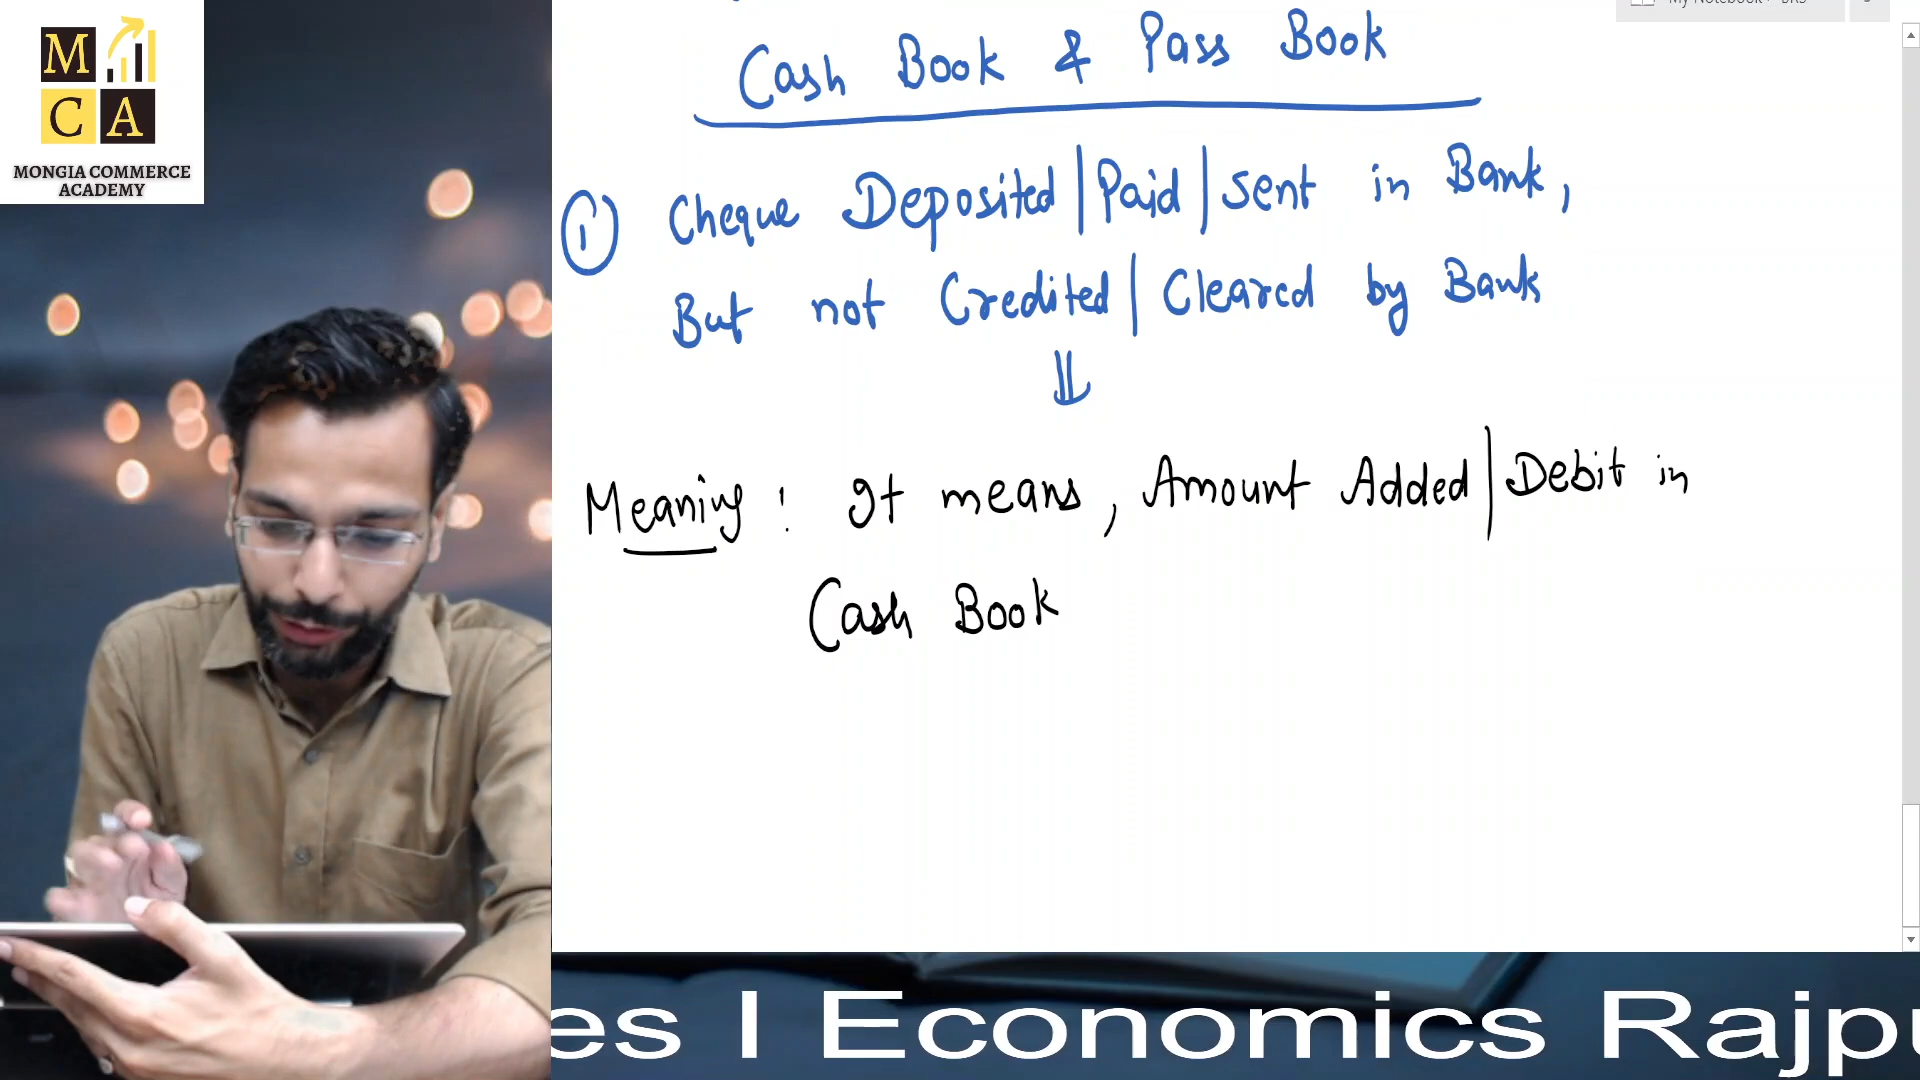 M
C A
MONGIA COMMERCE
ACADEMY
Cash Book & Pass Book
① Cheque Deposited | Paid | sent in Bank,
But not Credited | Cleared by Bank
Meaning : It means, Amount Added | Debit in
Cash Book
es I Economics Rajpu